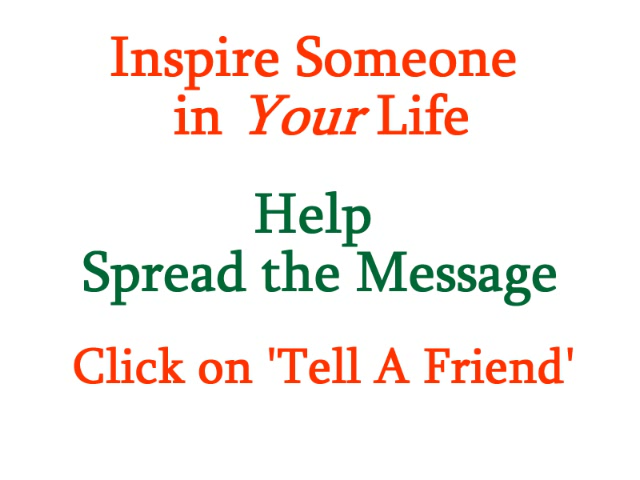 Inspire Someone
in Your Life
Help
Spread the Message
Click on 'Tell A Friend'